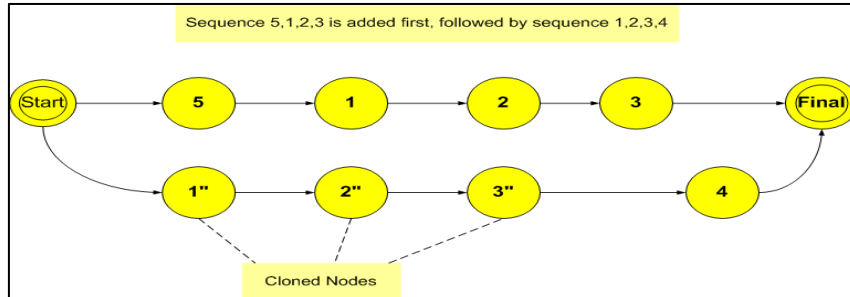 Sequence 5,1,2,3 is added first, followed by sequence 1,2,3,4
Start 5 1 2 3 Final
1" 2" 3" 4
Cloned Nodes